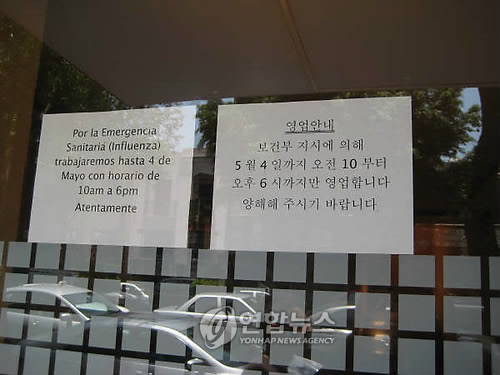 Por la Emergencia
Sanitaria (Influenza)
trabajaremos hasta 4 de
Mayo con horario de
10am a 6pm
Atentamente
영업안내
보건부 지시에 의해
5 월 4 일까지 오전 10 부터
오후 6 시까지만 영업합니다
양해해 주시기 바랍니다
연합뉴스
YONHAP NEWS AGENCY